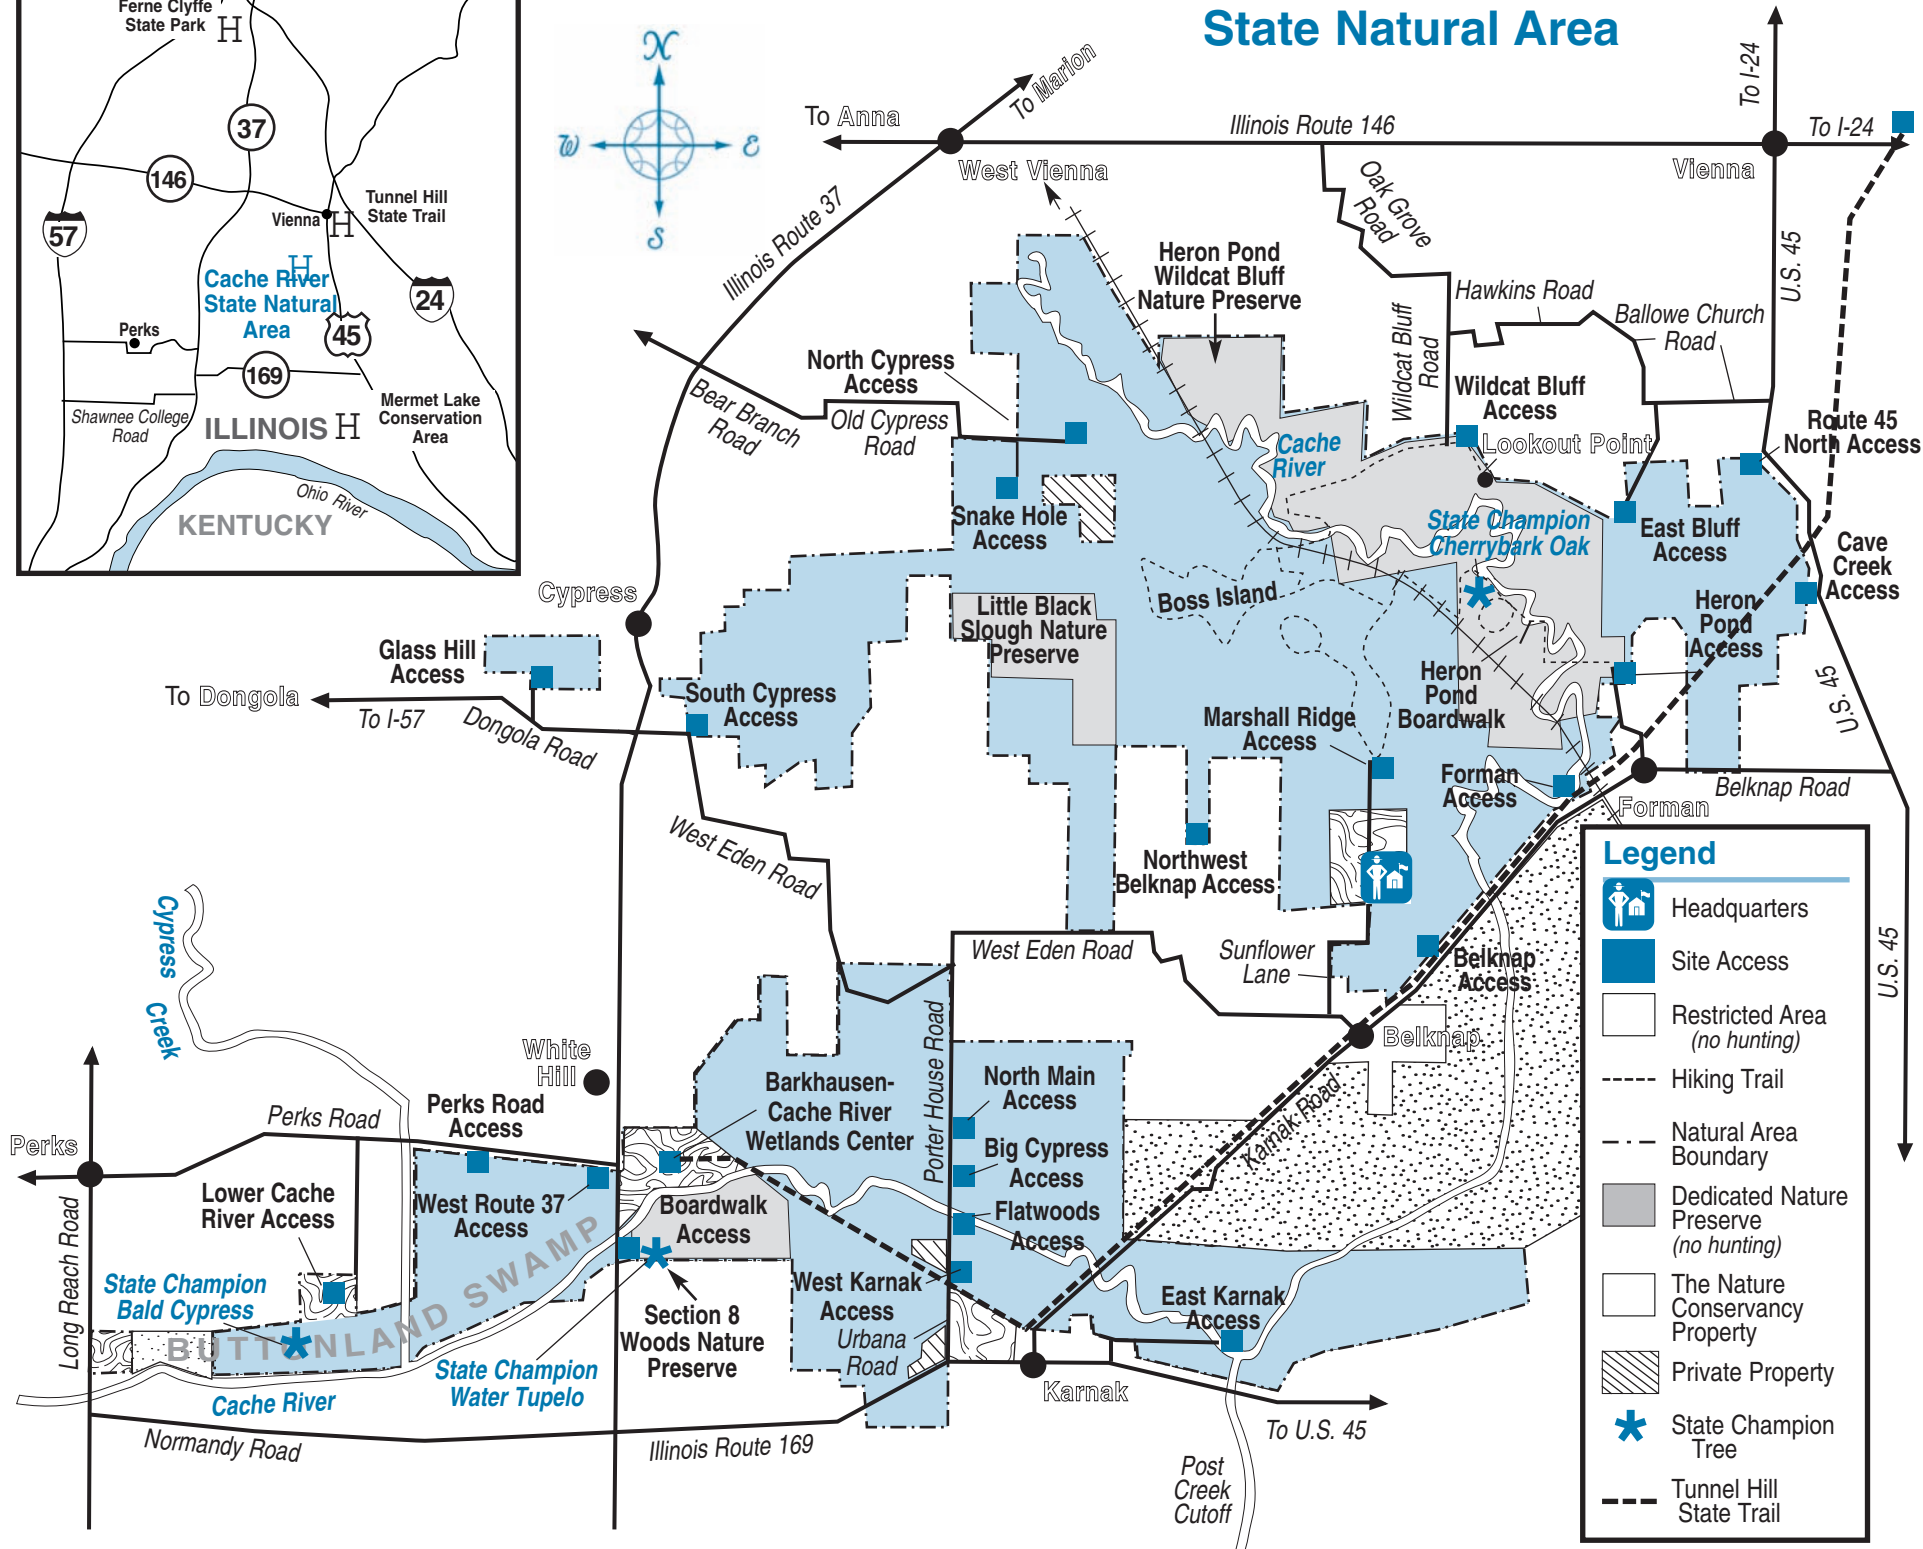 State Natural Area
Ferne Clyffe
State Park
H
37
146
Tunnel Hill
State Trail
Vienna
H
57
H
Cache River
State Natural
Area
24
45
Perks
169
Shawnee College
Road
Mermet Lake
Conservation
Area
ILLINOIS
H
Ohio River
KENTUCKY
N
W
E
S
To Marion
To Anna
Illinois Route 146
To I-24
To I-24
West Vienna
Vienna
Illinois Route 37
Oak Grove
Road
U.S. 45
Heron Pond
Wildcat Bluff
Nature Preserve
Hawkins Road
Ballowe Church
Road
Wildcat Bluff
Road
North Cypress
Access
Bear Branch
Road
Old Cypress
Road
Wildcat Bluff
Access
Route 45
North Access
Cache
River
Lookout Point
Snake Hole
Access
State Champion
Cherrybark Oak
East Bluff
Access
Cave
Creek
Access
Cypress
Boss Island
Little Black
Slough Nature
Preserve
Heron
Pond
Access
Glass Hill
Access
To Dongola
To I-57
Dongola Road
South Cypress
Access
Heron
Pond
Boardwalk
Marshall Ridge
Access
U.S. 45
Forman
Access
Belknap Road
Forman
West Eden Road
Northwest
Belknap Access
Cypress
Creek
West Eden Road
Sunflower
Lane
Belknap
Access
U.S. 45
Belknap
White
Hill
Porter House Road
North Main
Access
Barkhausen-
Cache River
Wetlands Center
Big Cypress
Access
Karnak Road
Perks Road
Perks Road
Access
Perks
Lower Cache
River Access
West Route 37
Access
Boardwalk
Access
Flatwoods
Access
Long Reach Road
State Champion
Bald Cypress
BUTTONLAND SWAMP
West Karnak
Access
East Karnak
Access
Section 8
Woods Nature
Preserve
Urbana
Road
State Champion
Water Tupelo
Cache River
Karnak
To U.S. 45
Normandy Road
Illinois Route 169
Post
Creek
Cutoff
Legend
Headquarters
Site Access
Restricted Area
(no hunting)
Hiking Trail
Natural Area
Boundary
Dedicated Nature
Preserve
(no hunting)
The Nature
Conservancy
Property
Private Property
State Champion
Tree
Tunnel Hill
State Trail